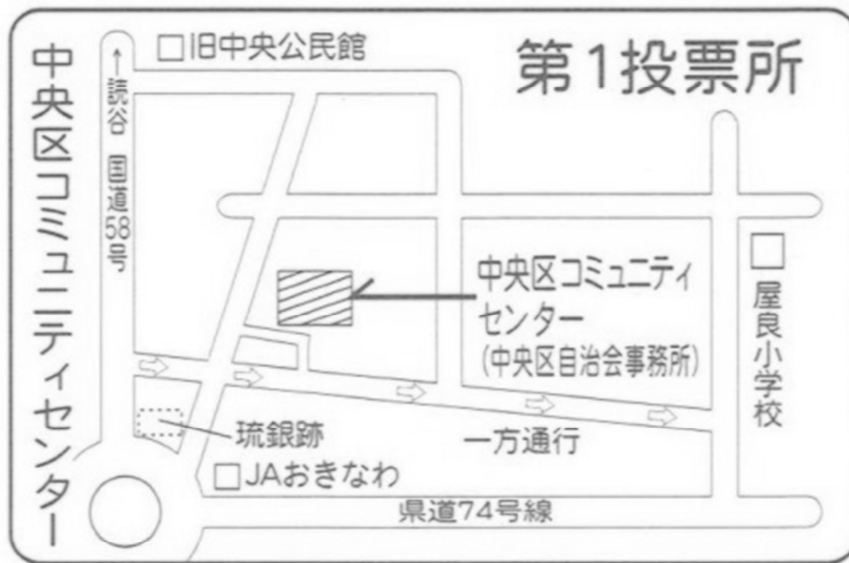 中央区コミュニティセンター
第1投票所
□旧中央公民館
↑読谷 国道58号
中央区コミュニティ
センター
(中央区自治会事務所)
□屋良小学校
琉銀跡
一方通行
□JAおきなわ
県道74号線